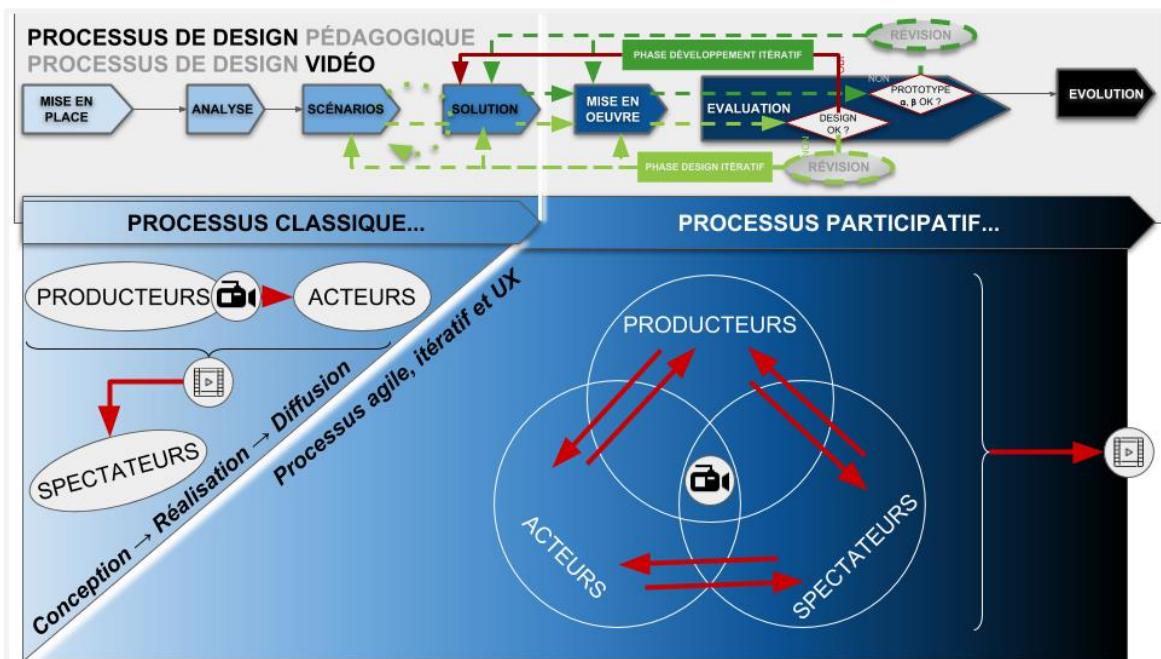 PROCESSUS DE DESIGN PÉDAGOGIQUE
PROCESSUS DE DESIGN VIDÉO
RÉVISION
PHASE DÉVELOPPEMENT ITÉRATIF
OUI
NON
MISE EN
PLACE
ANALYSE
SCÉNARIOS
SOLUTION
MISE EN
OEUVRE
EVALUATION
PROTOTYPE
α, β OK ?
DESIGN
OK ?
EVOLUTION
NON
PHASE DESIGN ITÉRATIF
RÉVISION
PROCESSUS CLASSIQUE...
PROCESSUS PARTICIPATIF...
PRODUCTEURS
ACTEURS
SPECTATEURS
Conception → Réalisation → Diffusion
Processus agile, itératif et UX
PRODUCTEURS
ACTEURS
SPECTATEURS